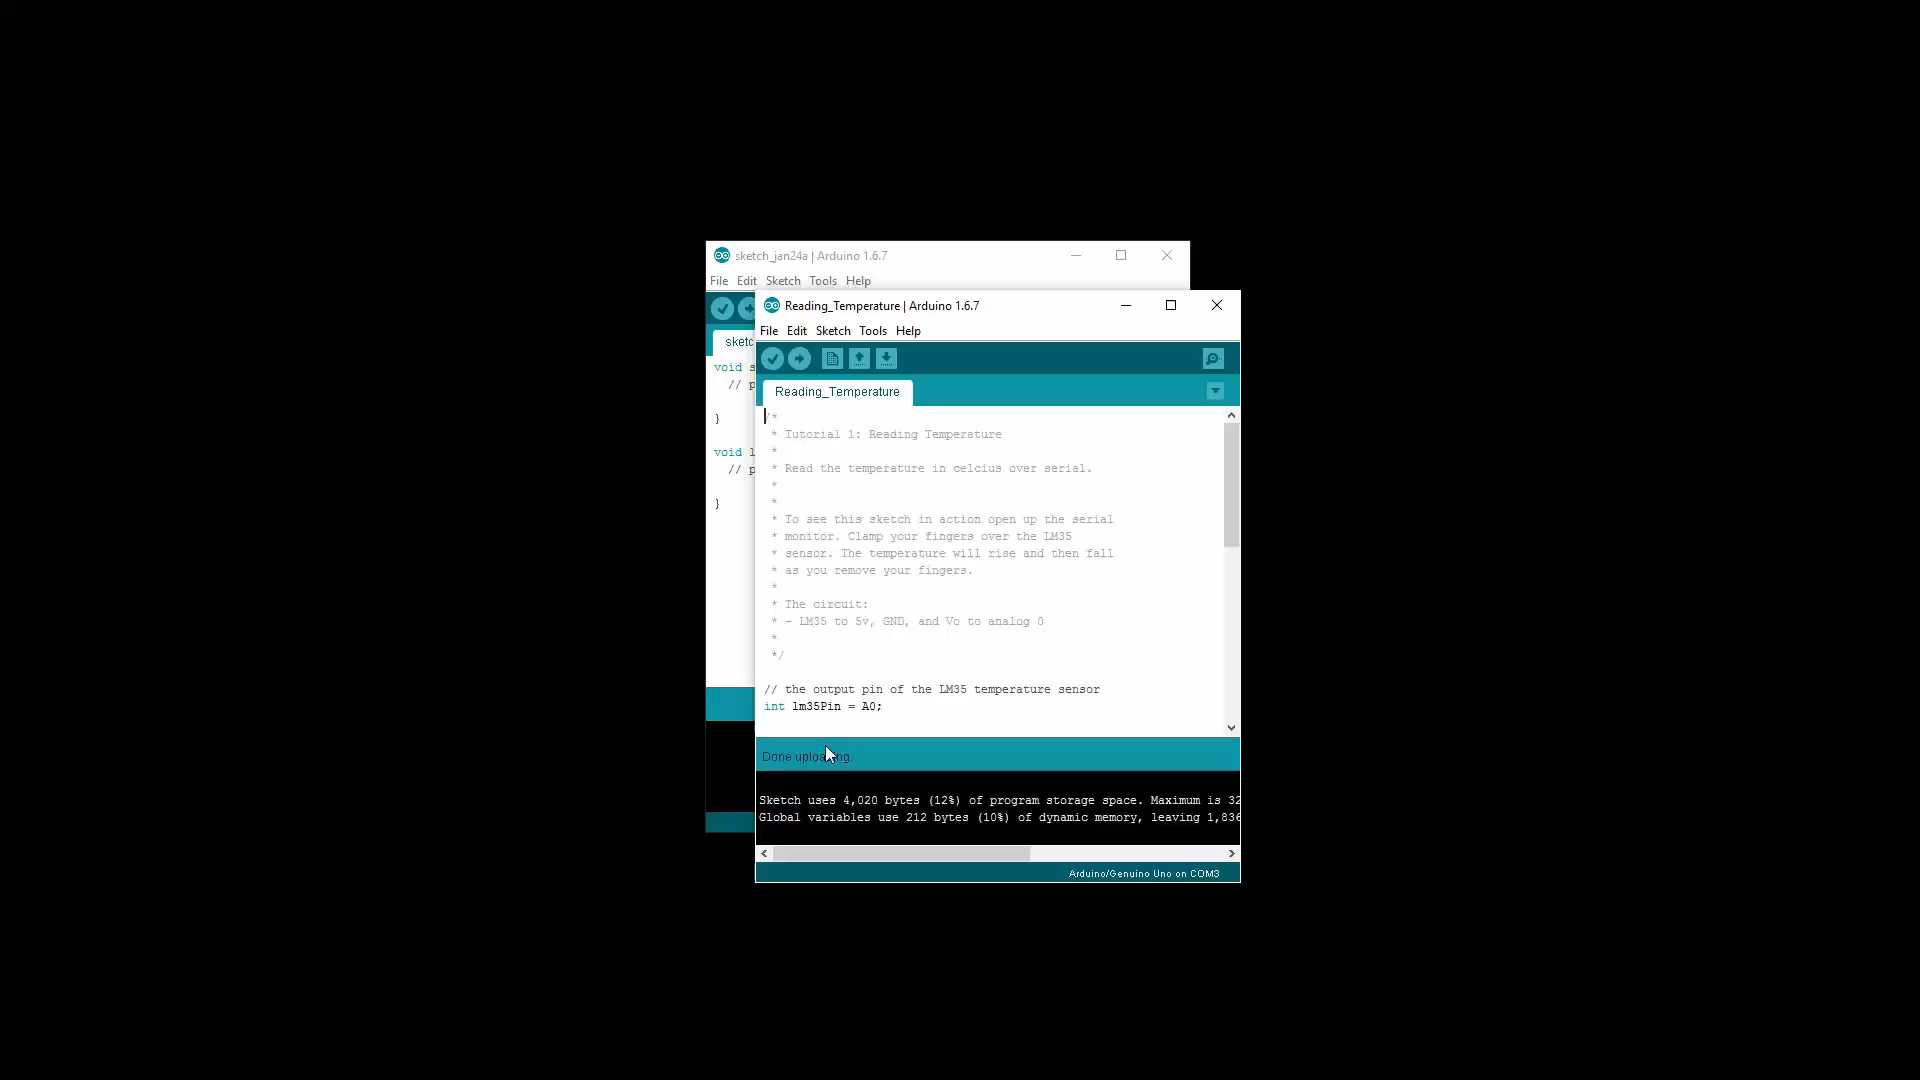 sketch_jan24a | Arduino 1.6.7
File Edit Sketch Tools Help
sketc
void s
// p
}
void l
// p
}
Reading_Temperature | Arduino 1.6.7
File Edit Sketch Tools Help
Reading_Temperature
/*
* Tutorial 1: Reading Temperature
*
* Read the temperature in celcius over serial.
*
*
* To see this sketch in action open up the serial
* monitor. Clamp your fingers over the LM35
* sensor. The temperature will rise and then fall
* as you remove your fingers.
*
* The circuit:
* - LM35 to 5v, GND, and Vo to analog 0
*
*/
// the output pin of the LM35 temperature sensor
int lm35Pin = A0;
Done uploading.
Sketch uses 4,020 bytes (12%) of program storage space. Maximum is 32
Global variables use 212 bytes (10%) of dynamic memory, leaving 1,836
Arduino/Genuino Uno on COM3